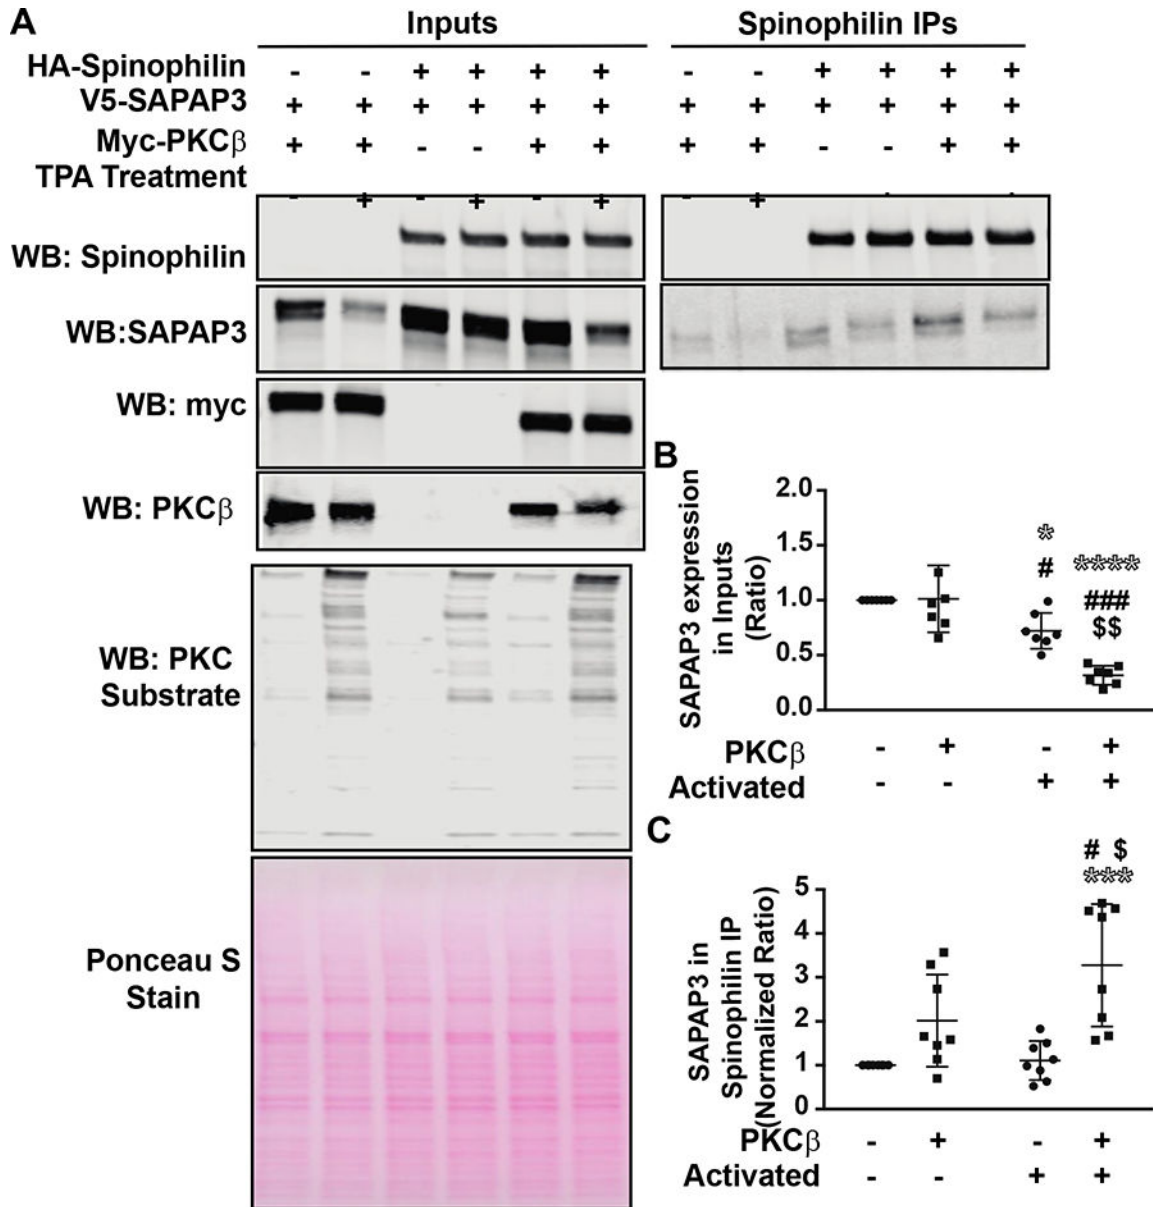 A
Inputs
Spinophilin IPs
HA-Spinophilin - - + + + + - - + + + +
V5-SAPAP3 + + + + + + + + + + + +
Myc-PKCβ + + - - + + + + - - + +
TPA Treatment
- + - + - + - +
WB: Spinophilin
WB:SAPAP3
WB: myc
WB: PKCβ
WB: PKC
Substrate
Ponceau S
Stain
B
SAPAP3 expression
in Inputs
(Ratio)
2.0
1.5
1.0
0.5
0.0
*
#
****
###
$$
PKCβ - + - +
Activated - - + +
C
SAPAP3 in
Spinophilin IP
(Normalized Ratio)
5
4
3
2
1
0
# $
***
PKCβ - + - +
Activated - - + +